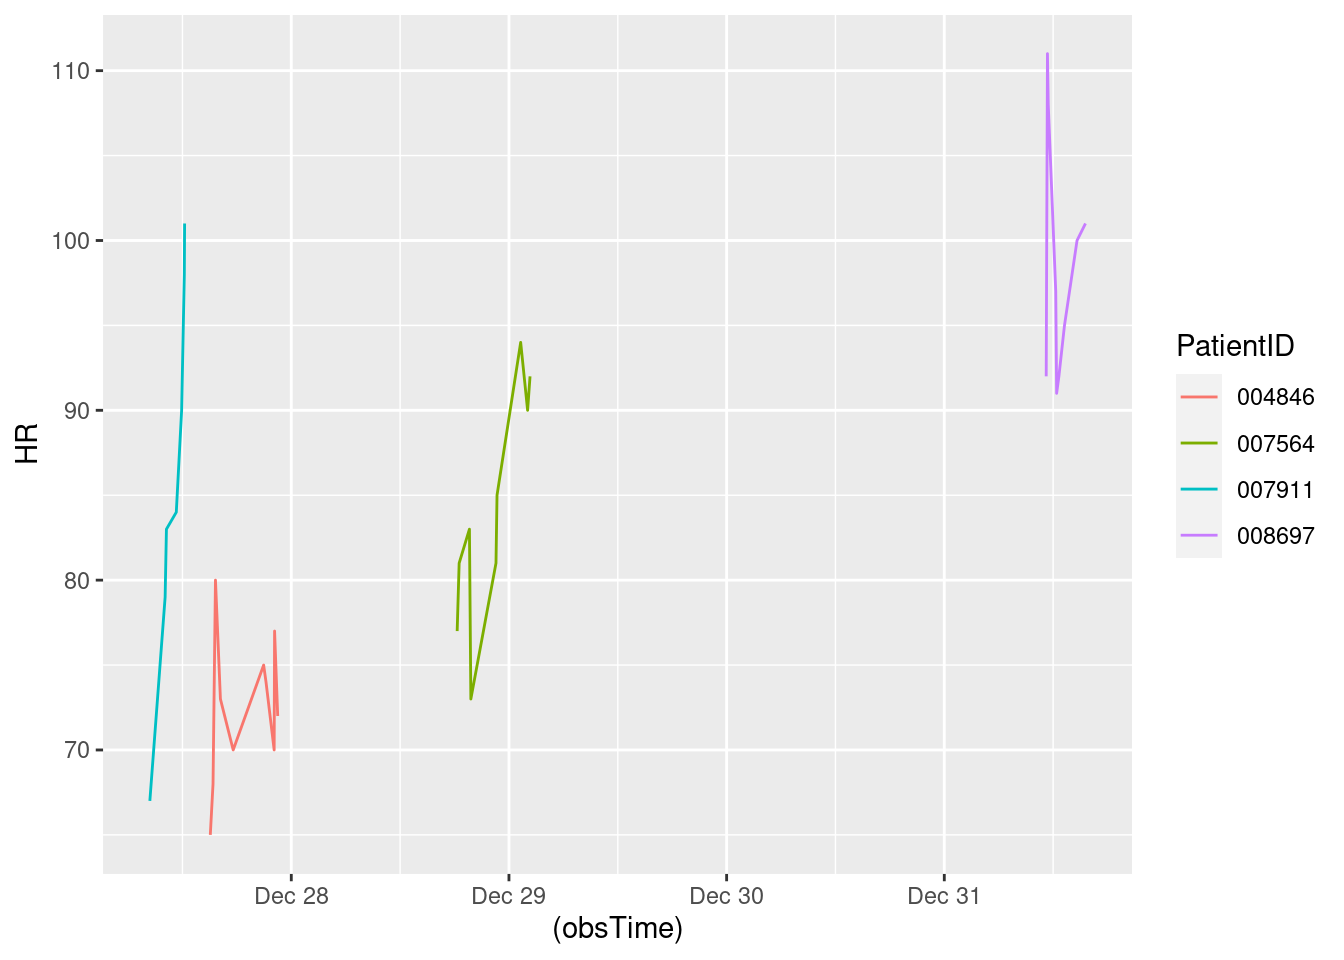 110
100
90
80
70
HR
Dec 28
Dec 29
Dec 30
Dec 31
(obsTime)
PatientID
004846
007564
007911
008697